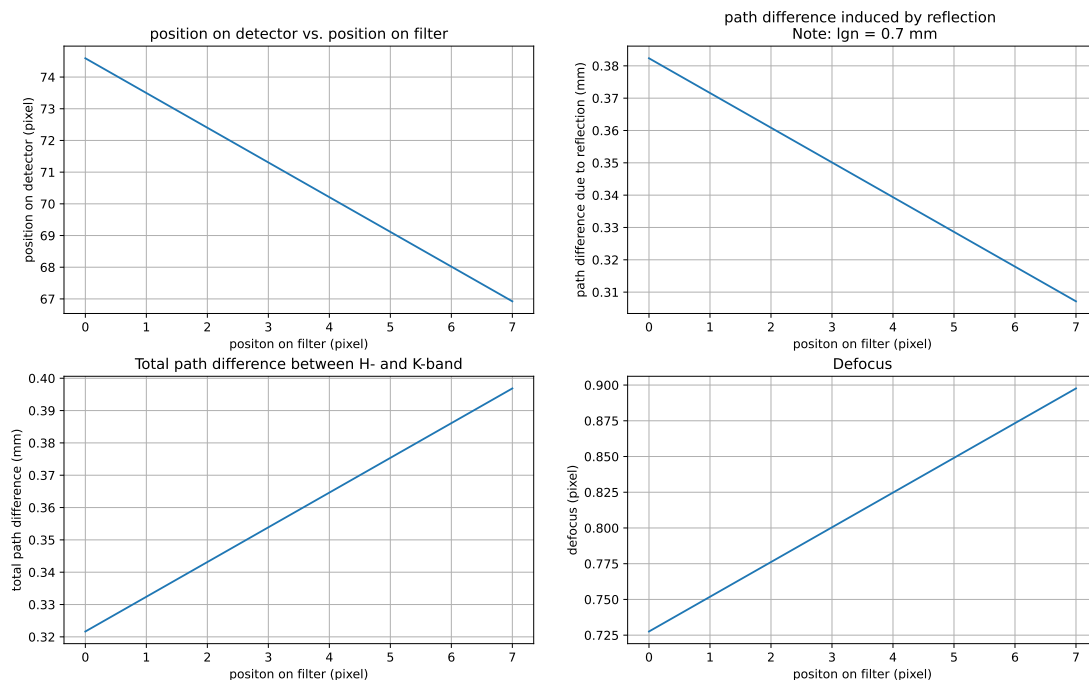 position on detector vs. position on filter
position on detector (pixel)
74
73
72
71
70
69
68
67
0 1 2 3 4 5 6 7
positon on filter (pixel)
path difference induced by reflection
Note: lgn = 0.7 mm
path difference due to reflection (mm)
0.38
0.37
0.36
0.35
0.34
0.33
0.32
0.31
0 1 2 3 4 5 6 7
positon on filter (pixel)
Total path difference between H- and K-band
total path difference (mm)
0.40
0.39
0.38
0.37
0.36
0.35
0.34
0.33
0.32
0 1 2 3 4 5 6 7
positon on filter (pixel)
Defocus
defocus (pixel)
0.900
0.875
0.850
0.825
0.800
0.775
0.750
0.725
0 1 2 3 4 5 6 7
positon on filter (pixel)